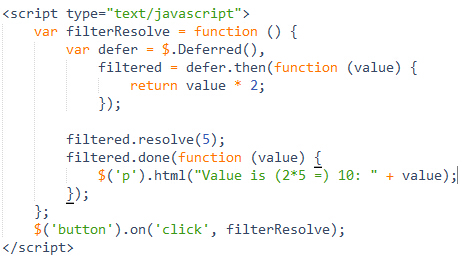 <script type="text/javascript">
    var filterResolve = function () {
        var defer = $.Deferred(),
            filtered = defer.then(function (value) {
                return value * 2;
            });

        filtered.resolve(5);
        filtered.done(function (value) {
            $('p').html("Value is (2*5 =) 10: " + value);
        });
    };
    $('button').on('click', filterResolve);
</script>